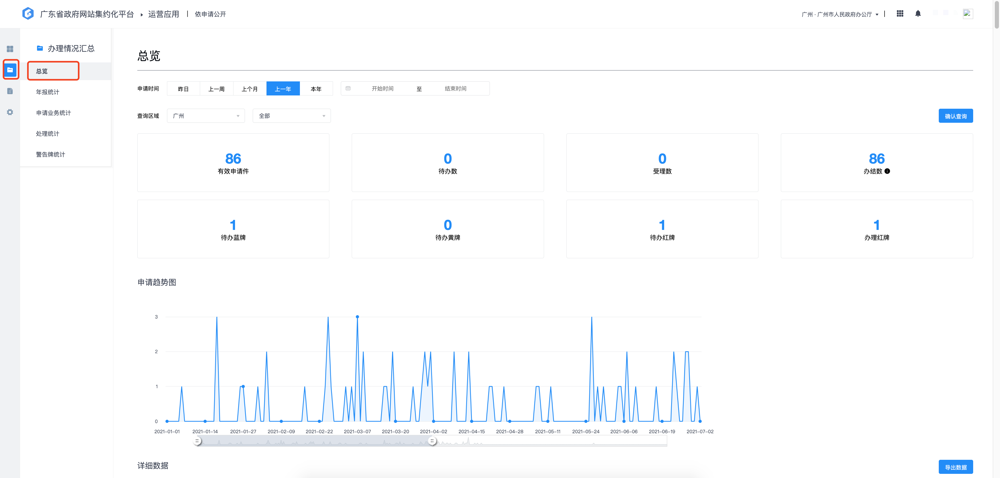 广东省政府网站集约化平台 ▸ 运营应用 | 依申请公开
广州 · 广州市人民政府办公厅
办理情况汇总
总览
年报统计
申请业务统计
处理统计
警告牌统计
总览
申请时间 昨日 上一周 上个月 上一年 本年 开始时间 至 结束时间
查询区域 广州 全部 确认查询
86 0 0 86
有效申请件 待办数 受理数 办结数
1 0 1 1
待办蓝牌 待办黄牌 待办红牌 办理红牌
申请趋势图
3
2
1
0
2021-01-01 2021-01-14 2021-01-27 2021-02-09 2021-02-22 2021-03-07 2021-03-20 2021-04-02 2021-04-15 2021-04-28 2021-05-11 2021-05-24 2021-06-06 2021-06-19 2021-07-02
详细数据 导出数据